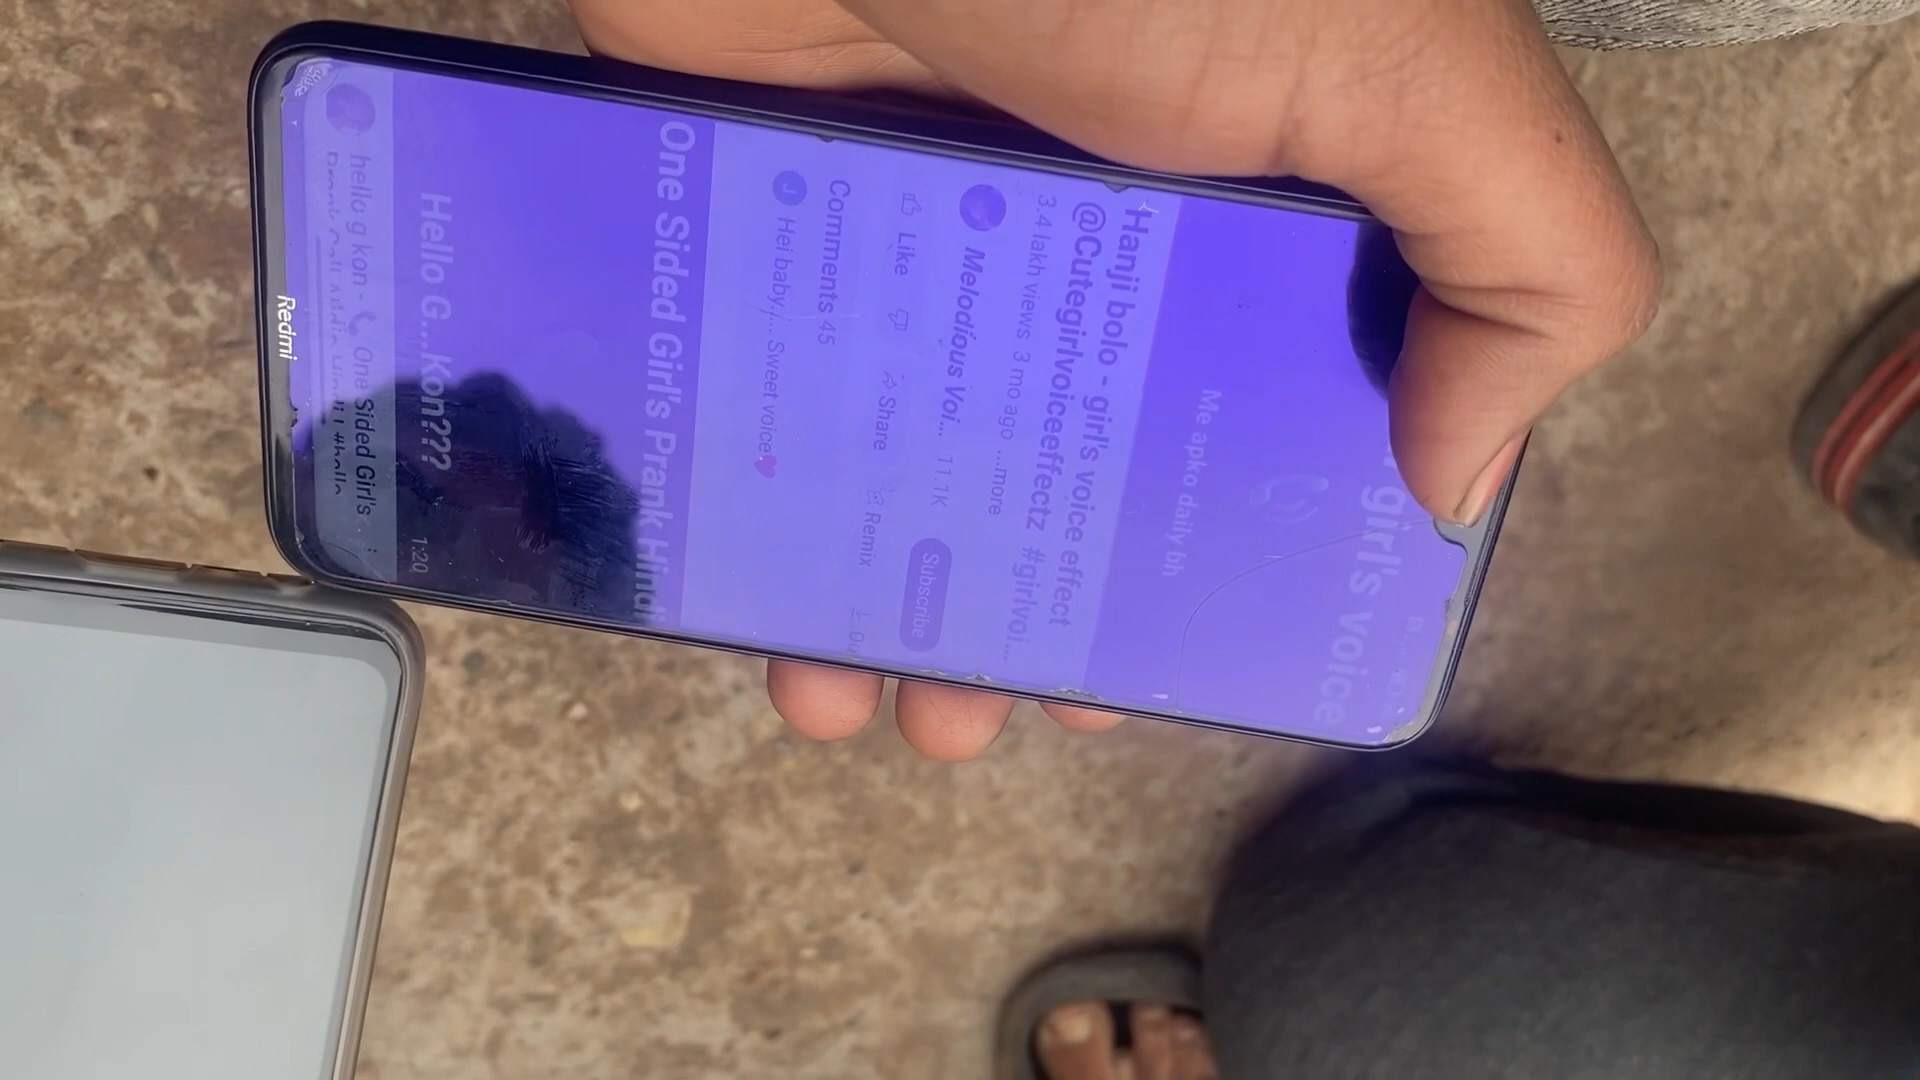 girl's voice
Me apko daily bh
Hanji bolo - girl's voice effect
@Cutegirlvoiceeffectz #girlvoi...
3.4 lakh views 3 mo ago ...more
Melodious Voi... 11.1K Subscribe
Like Share Remix Do
Comments 45
J Hei baby.... Sweet voice❤
One Sided Girl's Prank Hindi
Hello G...Kon???
1:20
hello g kon - 📞 One Sided Girl's
Redmi